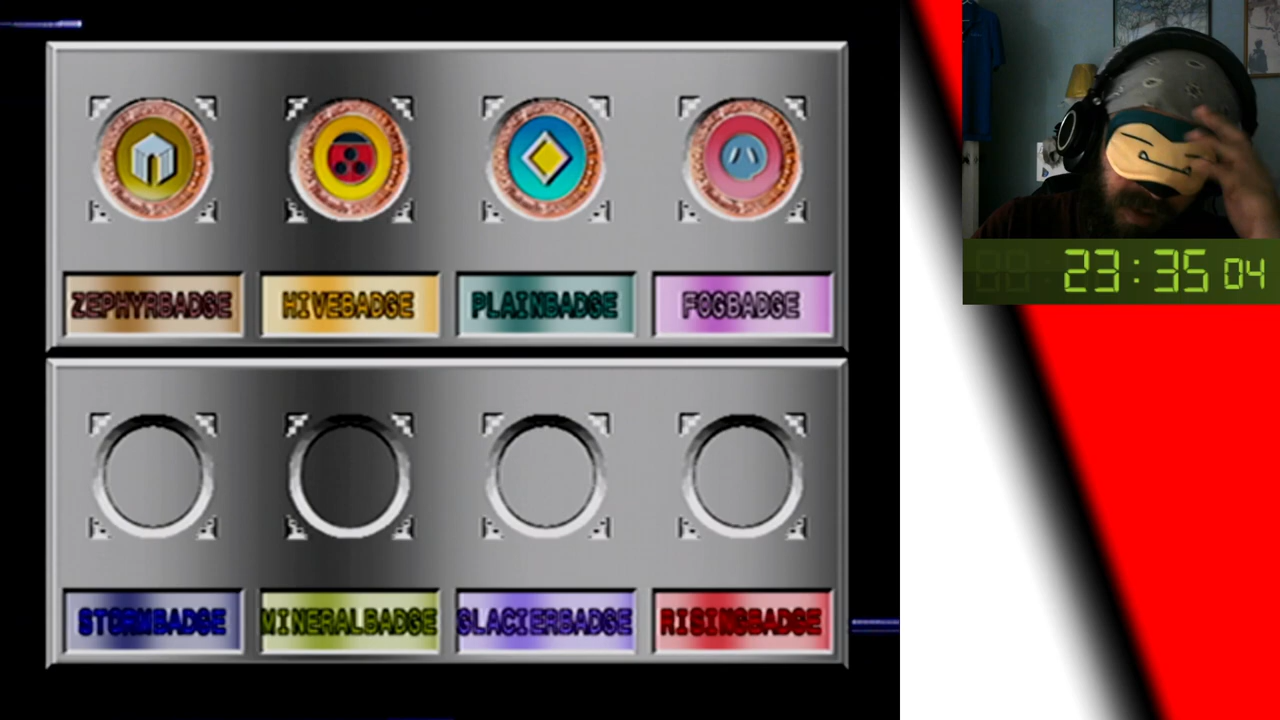 ZEPHYRBADGE HIVEBADGE PLAINBADGE FOGBADGE
23:35 04
STORMBADGE MINERALBADGE GLACIERBADGE RISINGBADGE